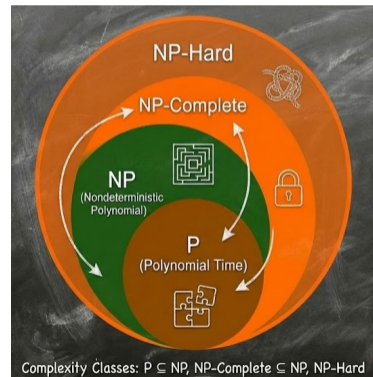 NP-Hard
NP-Complete
NP
(Nondeterministic
Polynomial)
P
(Polynomial Time)
Complexity Classes: P ⊆ NP, NP-Complete ⊆ NP, NP-Hard